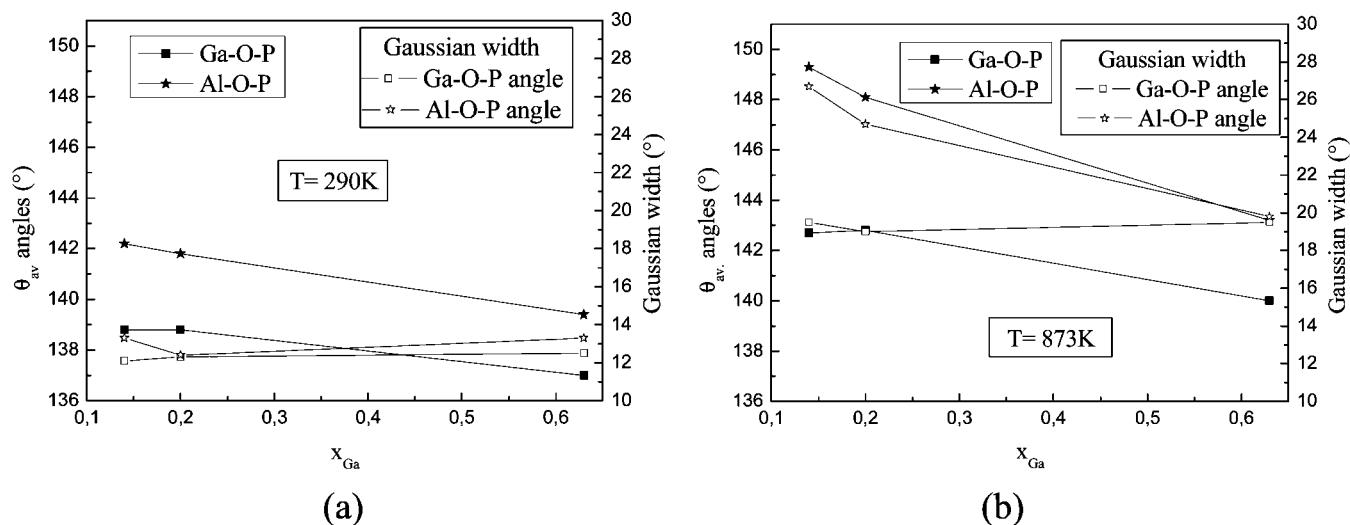 150
148
146
144
142
140
138
136
θav angles (°)
Ga-O-P
Al-O-P
Gaussian width
Ga-O-P angle
Al-O-P angle
T= 290K
30
28
26
24
22
20
18
16
14
12
10
Gaussian width (°)
0,1
0,2
0,3
0,4
0,5
0,6
xGa
(a)
150
148
146
144
142
140
138
136
θav. angles (°)
Ga-O-P
Al-O-P
Gaussian width
Ga-O-P angle
Al-O-P angle
T= 873K
30
28
26
24
22
20
18
16
14
12
10
Gaussian width (°)
0,1
0,2
0,3
0,4
0,5
0,6
xGa
(b)